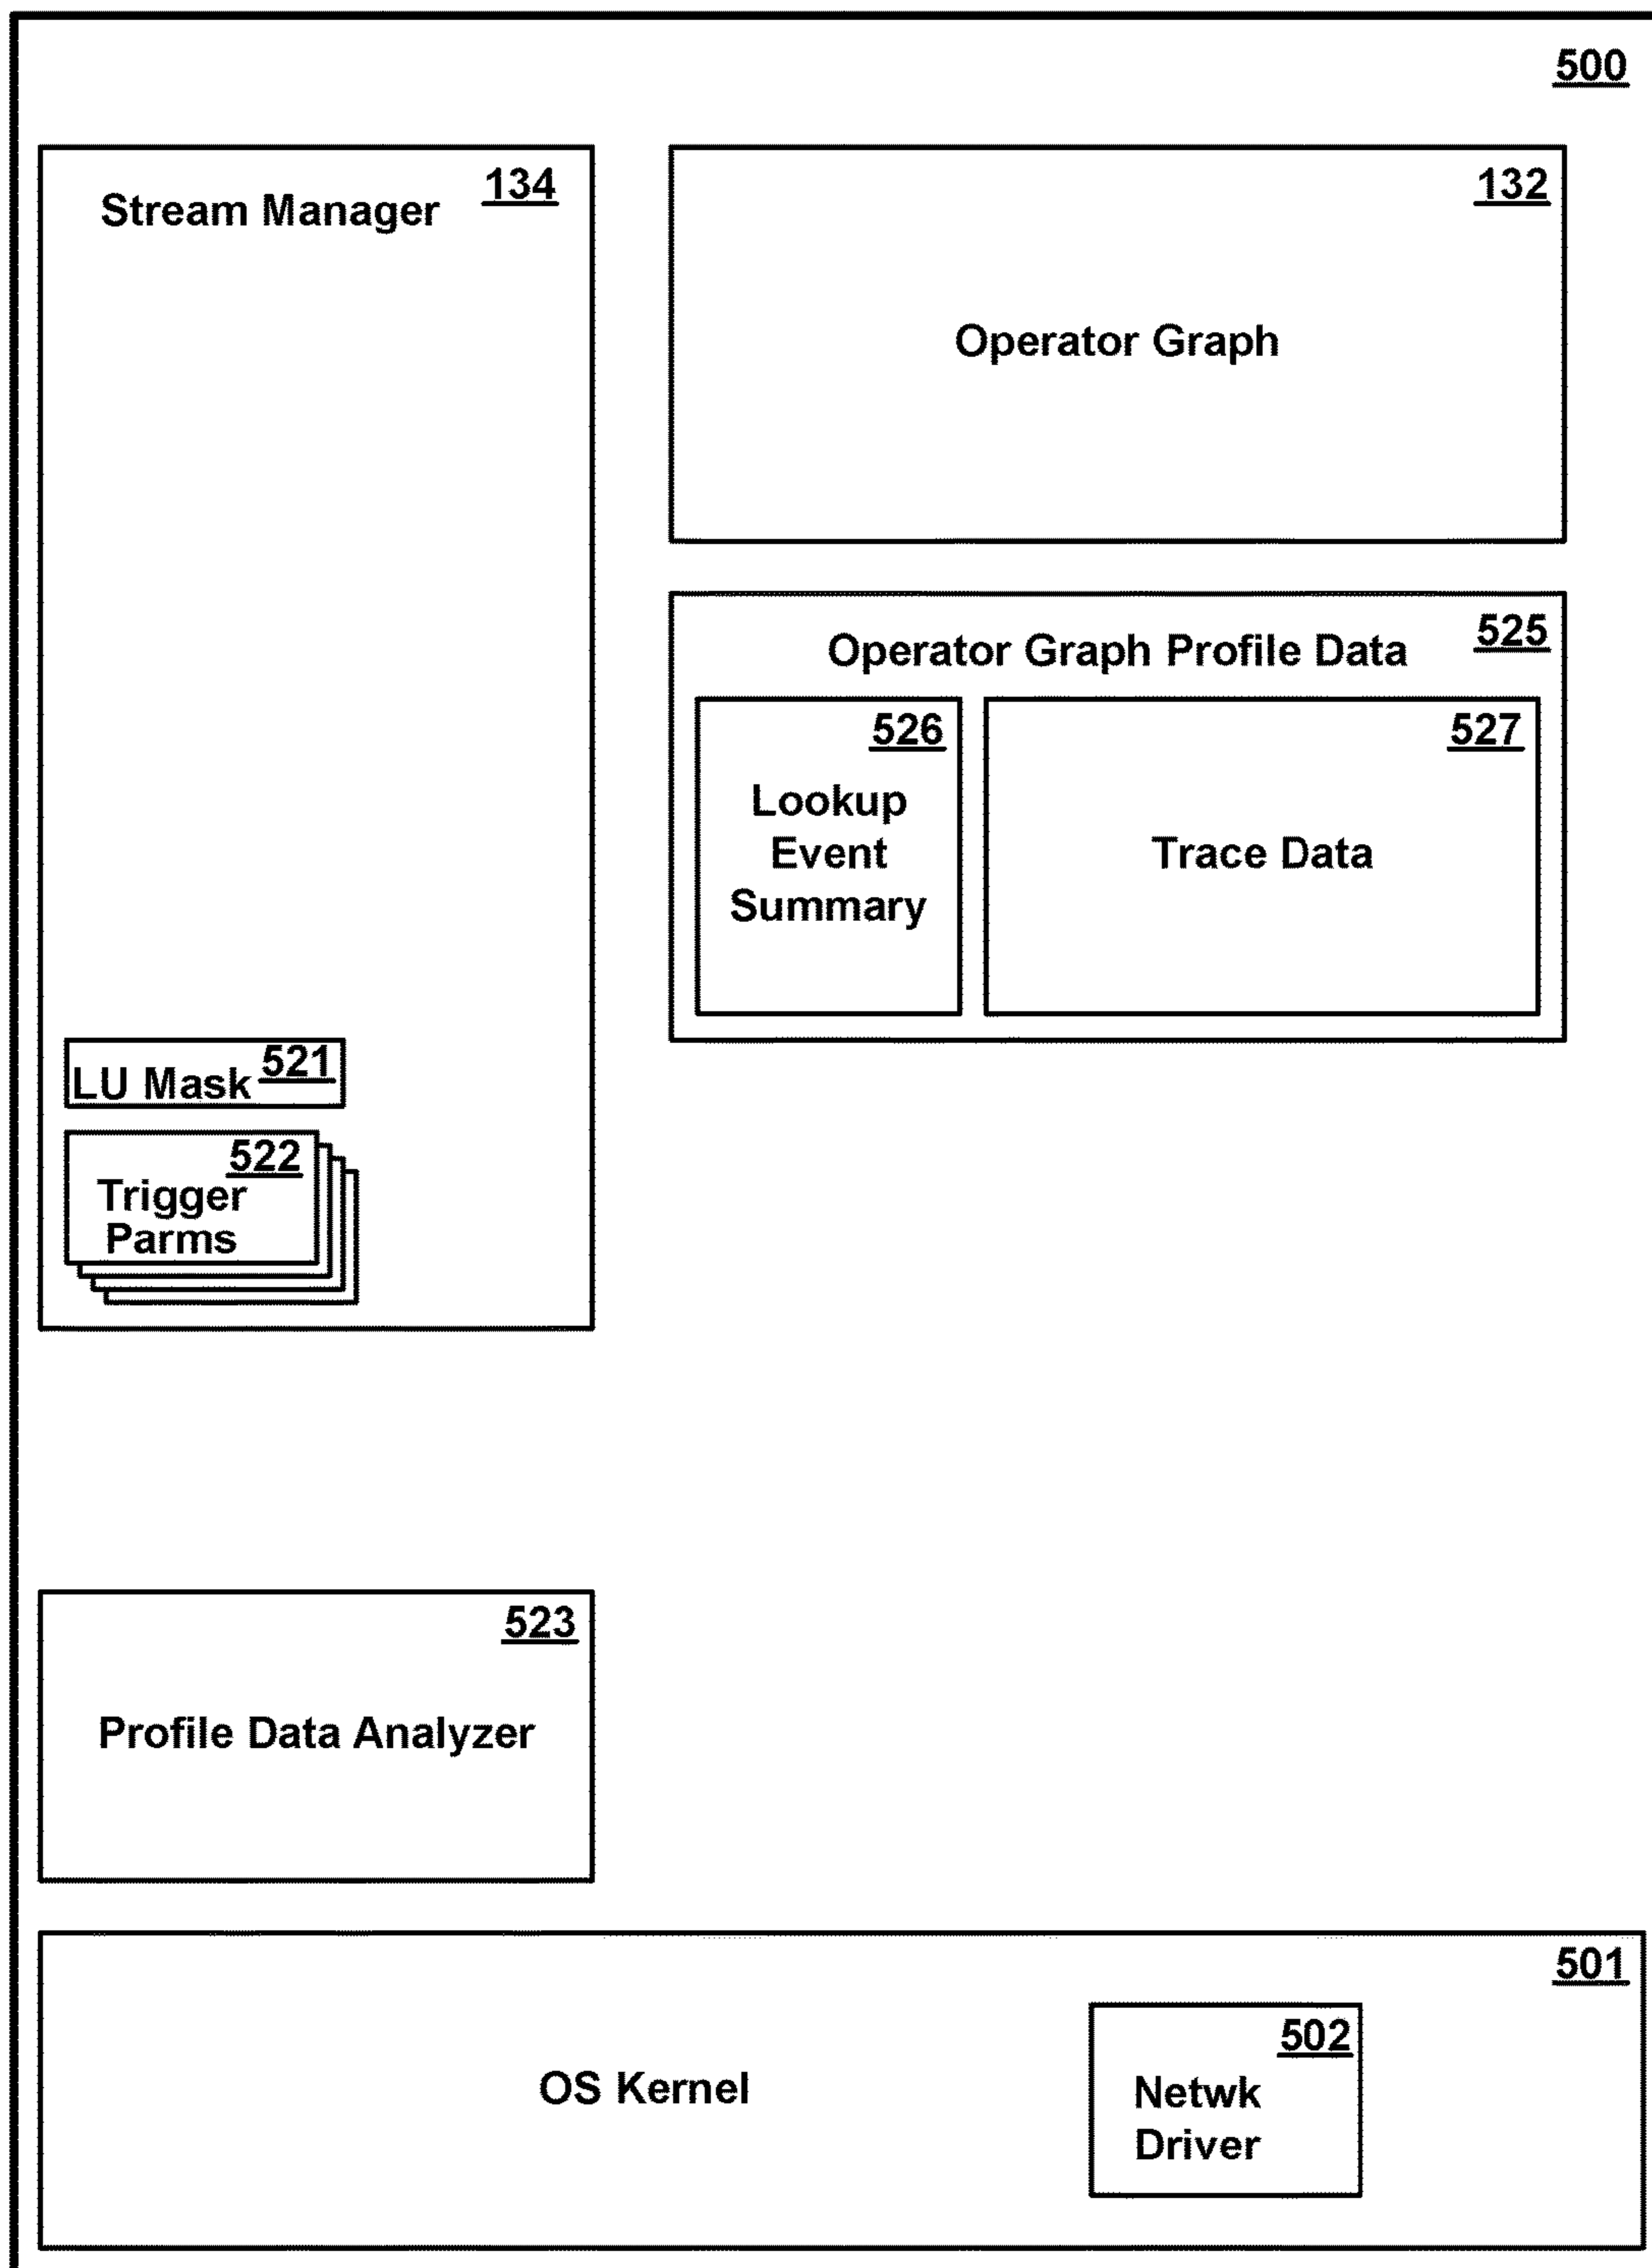 500
134
Stream Manager
132
Operator Graph
525
Operator Graph Profile Data
526
Lookup
Event
Summary
527
Trace Data
521
LU Mask
522
Trigger
Parms
523
Profile Data Analyzer
501
OS Kernel
502
Netwk
Driver